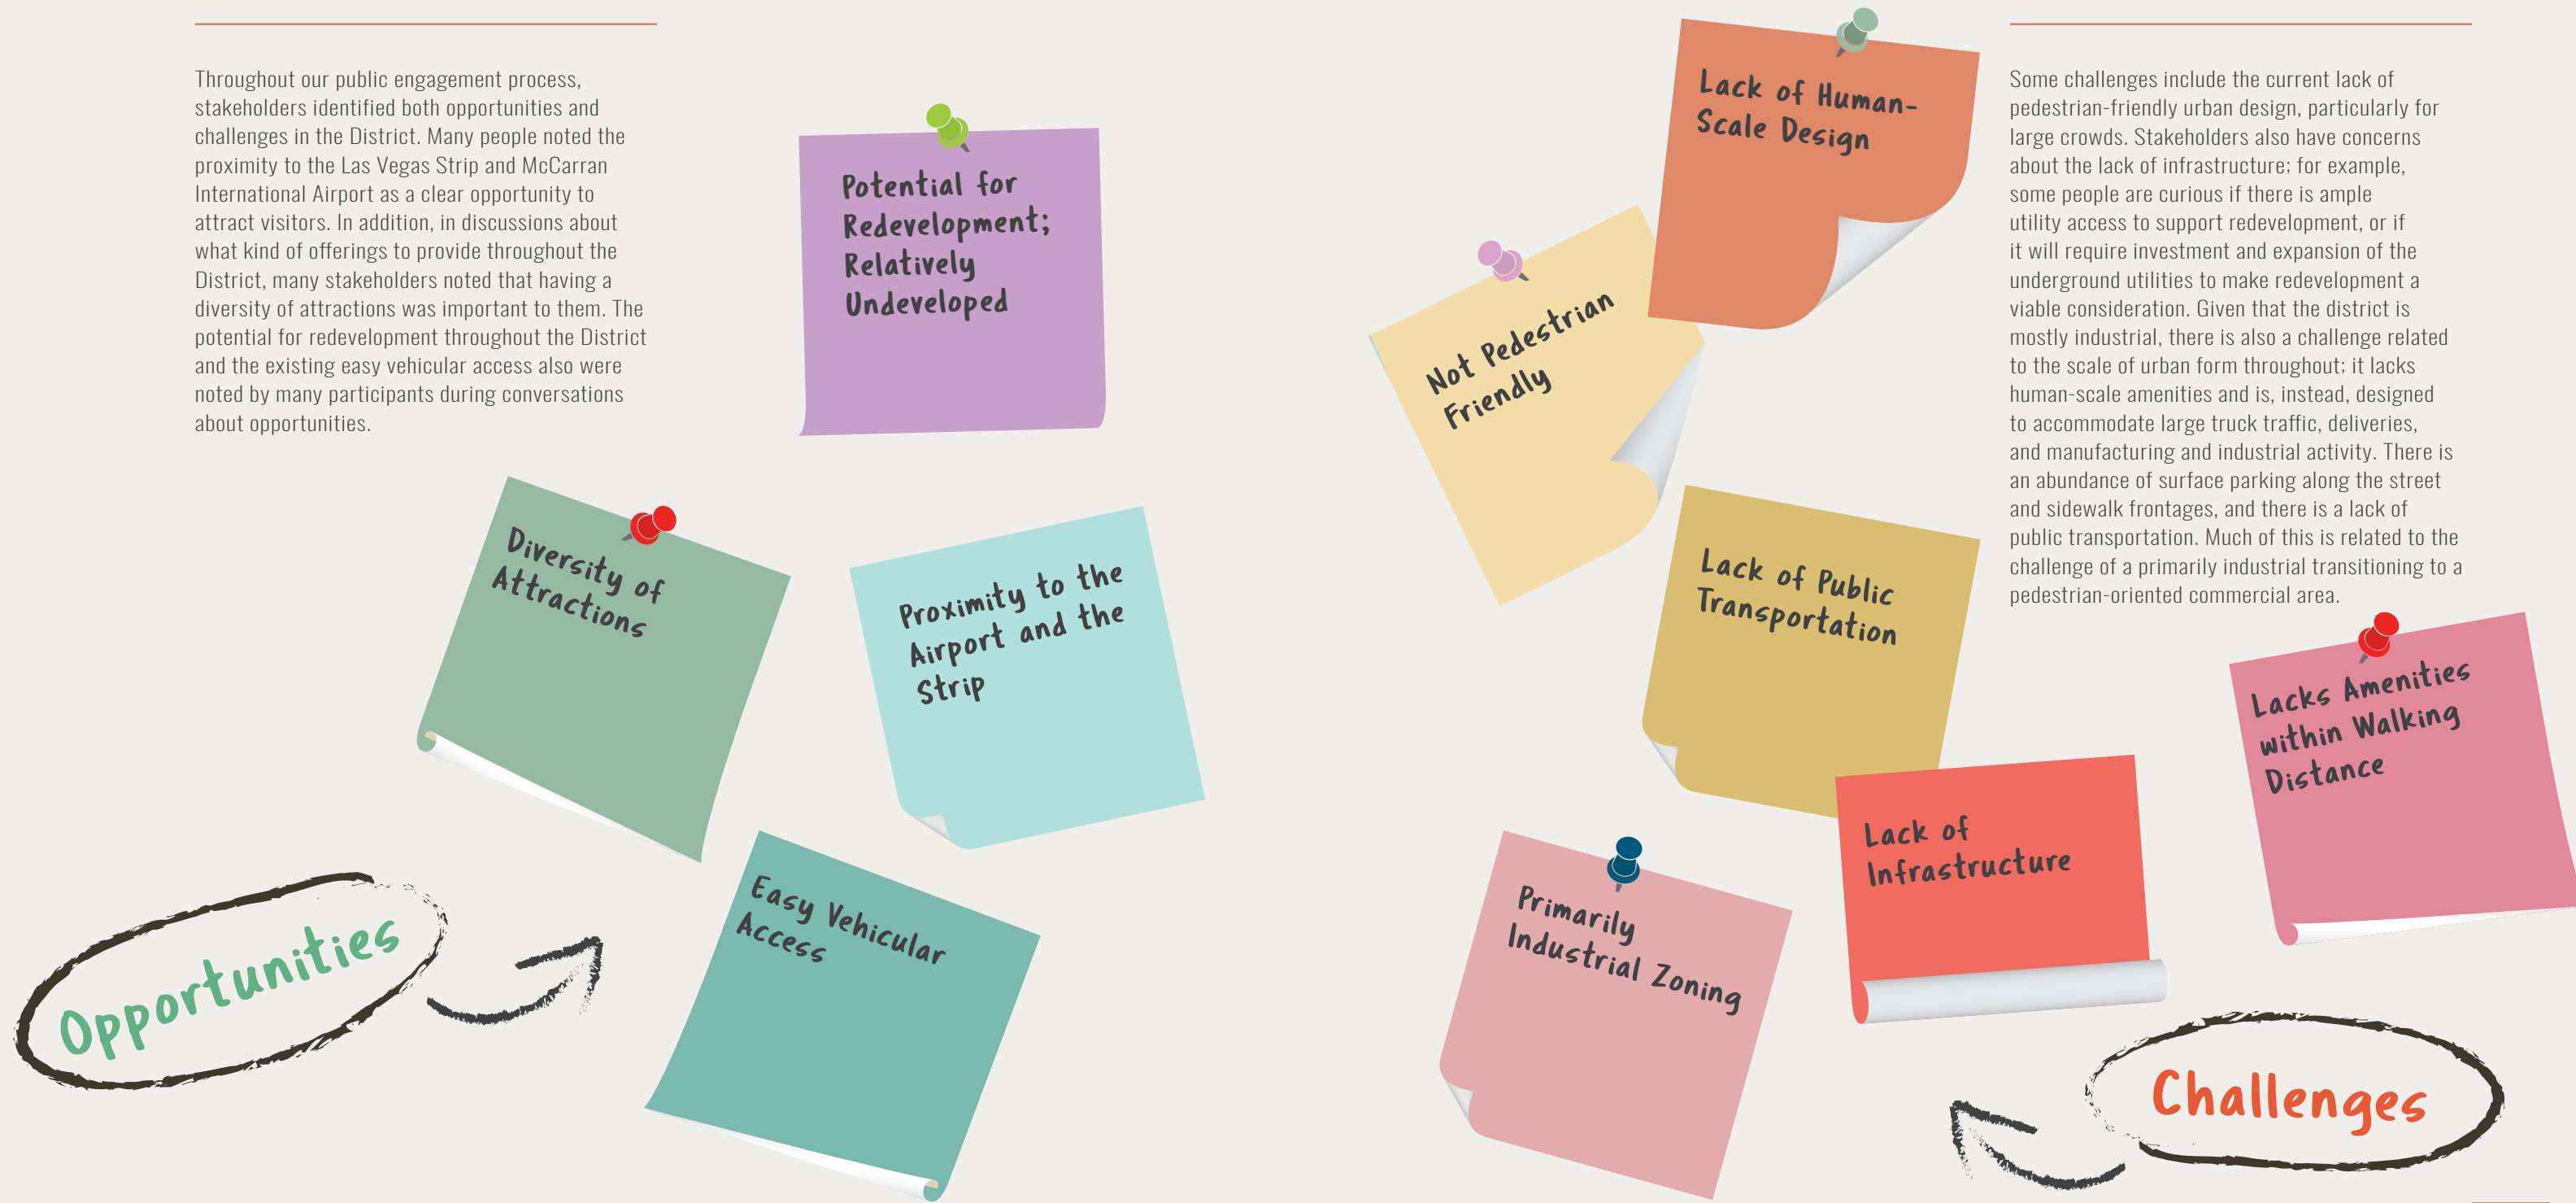 Throughout our public engagement process,
stakeholders identified both opportunities and
challenges in the District. Many people noted the
proximity to the Las Vegas Strip and McCarran
International Airport as a clear opportunity to
attract visitors. In addition, in discussions about
what kind of offerings to provide throughout the
District, many stakeholders noted that having a
diversity of attractions was important to them. The
potential for redevelopment throughout the District
and the existing easy vehicular access also were
noted by many participants during conversations
about opportunities.
Potential for
Redevelopment;
Relatively
Undeveloped
Diversity of
Attractions
Proximity to the
Airport and the
Strip
Easy Vehicular
Access
Opportunities
Lack of Human-
Scale Design
Not Pedestrian
Friendly
Lack of Public
Transportation
Lack of
Infrastructure
Primarily
Industrial Zoning
Some challenges include the current lack of
pedestrian-friendly urban design, particularly for
large crowds. Stakeholders also have concerns
about the lack of infrastructure; for example,
some people are curious if there is ample
utility access to support redevelopment, or if
it will require investment and expansion of the
underground utilities to make redevelopment a
viable consideration. Given that the district is
mostly industrial, there is also a challenge related
to the scale of urban form throughout; it lacks
human-scale amenities and is, instead, designed
to accommodate large truck traffic, deliveries,
and manufacturing and industrial activity. There is
an abundance of surface parking along the street
and sidewalk frontages, and there is a lack of
public transportation. Much of this is related to the
challenge of a primarily industrial transitioning to a
pedestrian-oriented commercial area.
Lacks Amenities
within Walking
Distance
Challenges